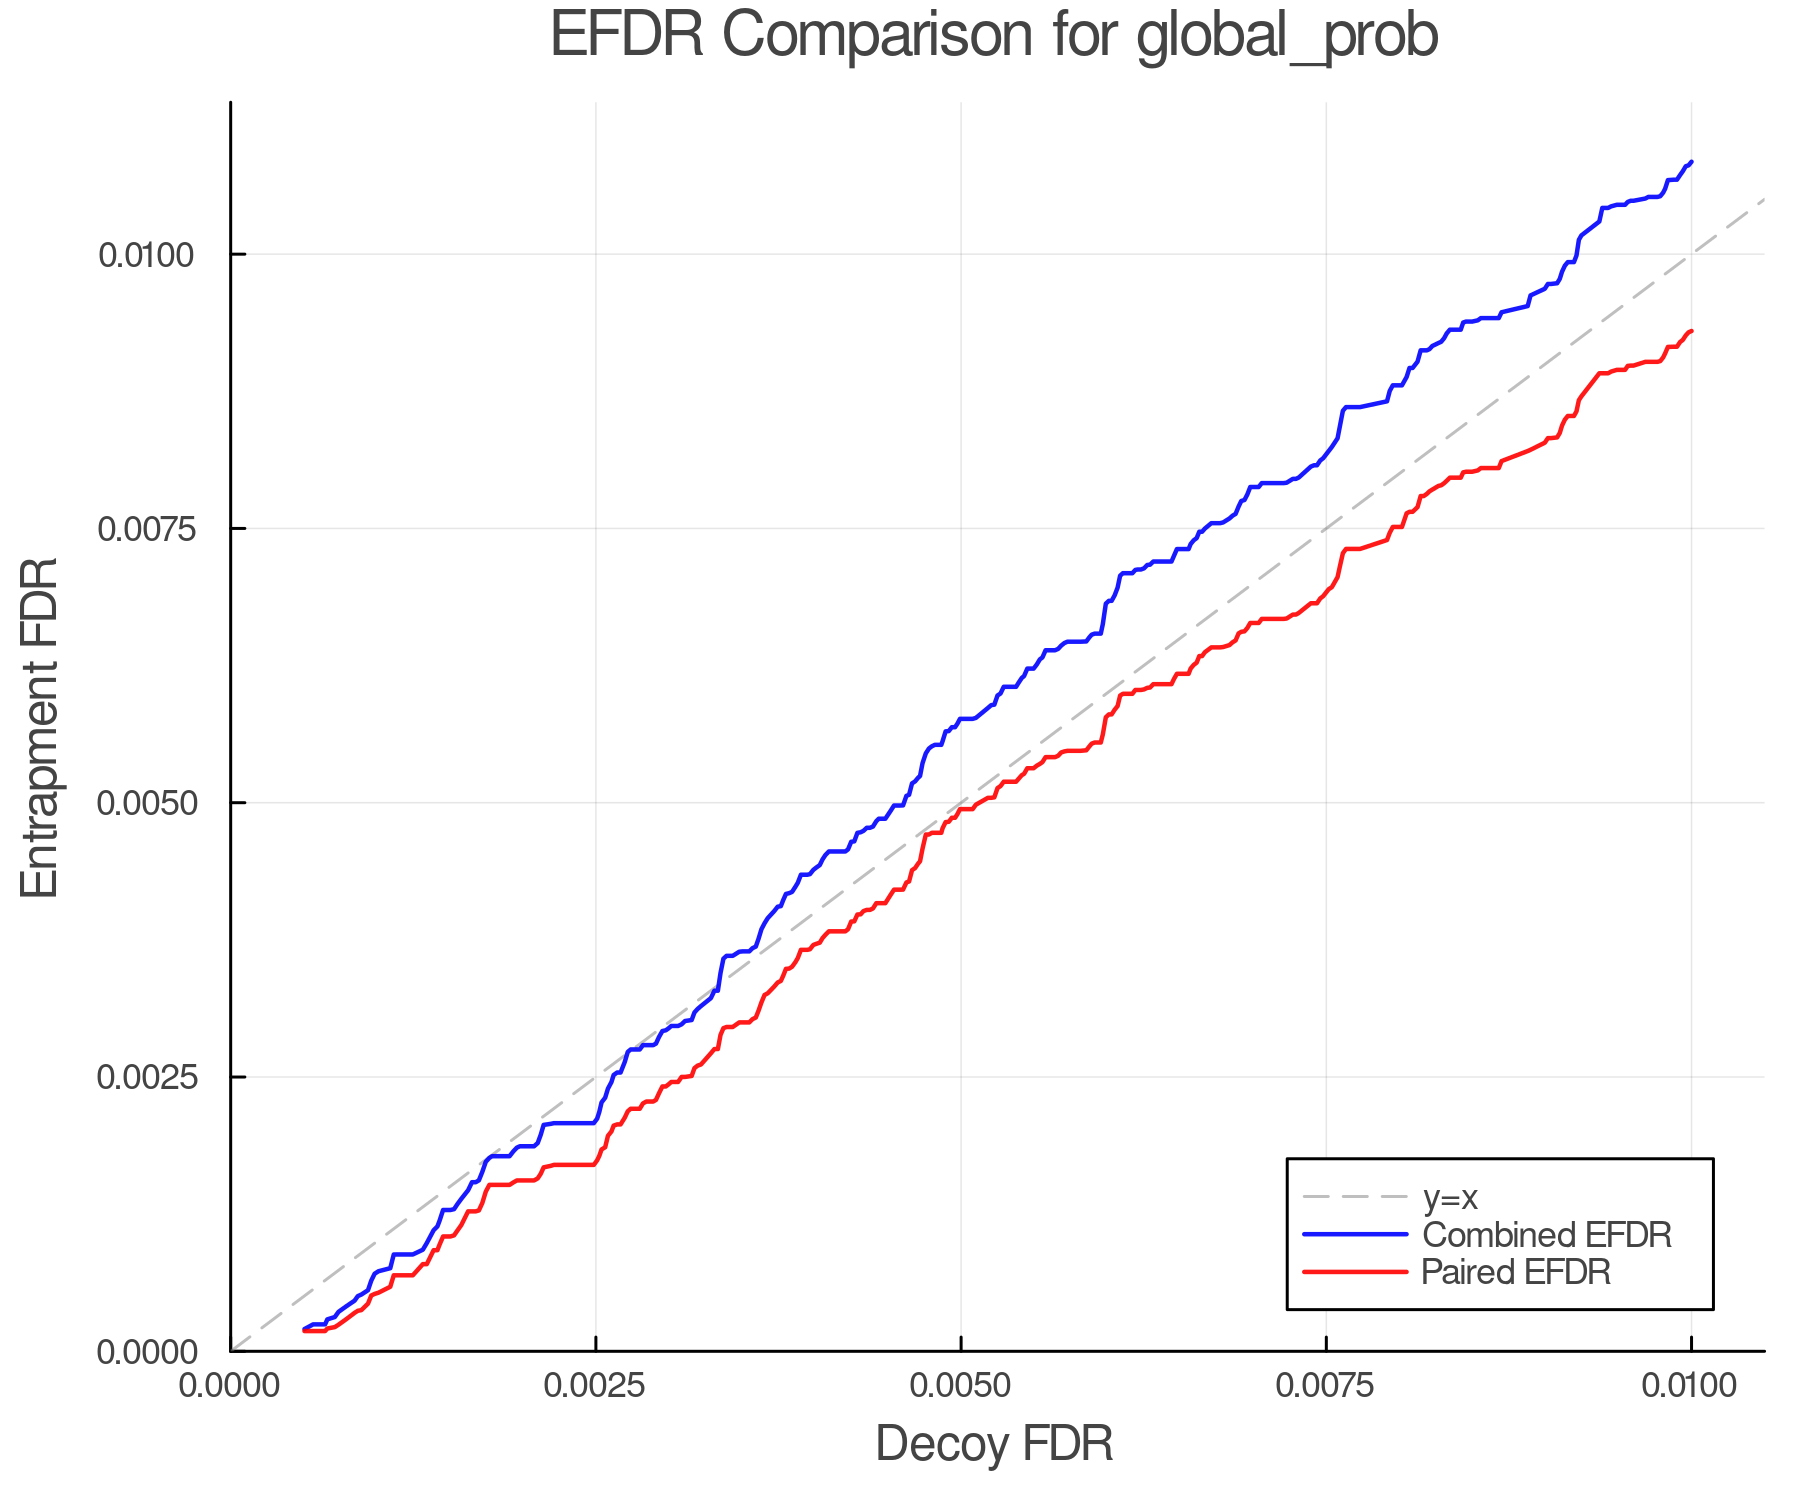 EFDR Comparison for global_prob
Entrapment FDR
0.0100
0.0075
0.0050
0.0025
0.0000
0.0000 0.0025 0.0050 0.0075 0.0100
Decoy FDR
y=x
Combined EFDR
Paired EFDR